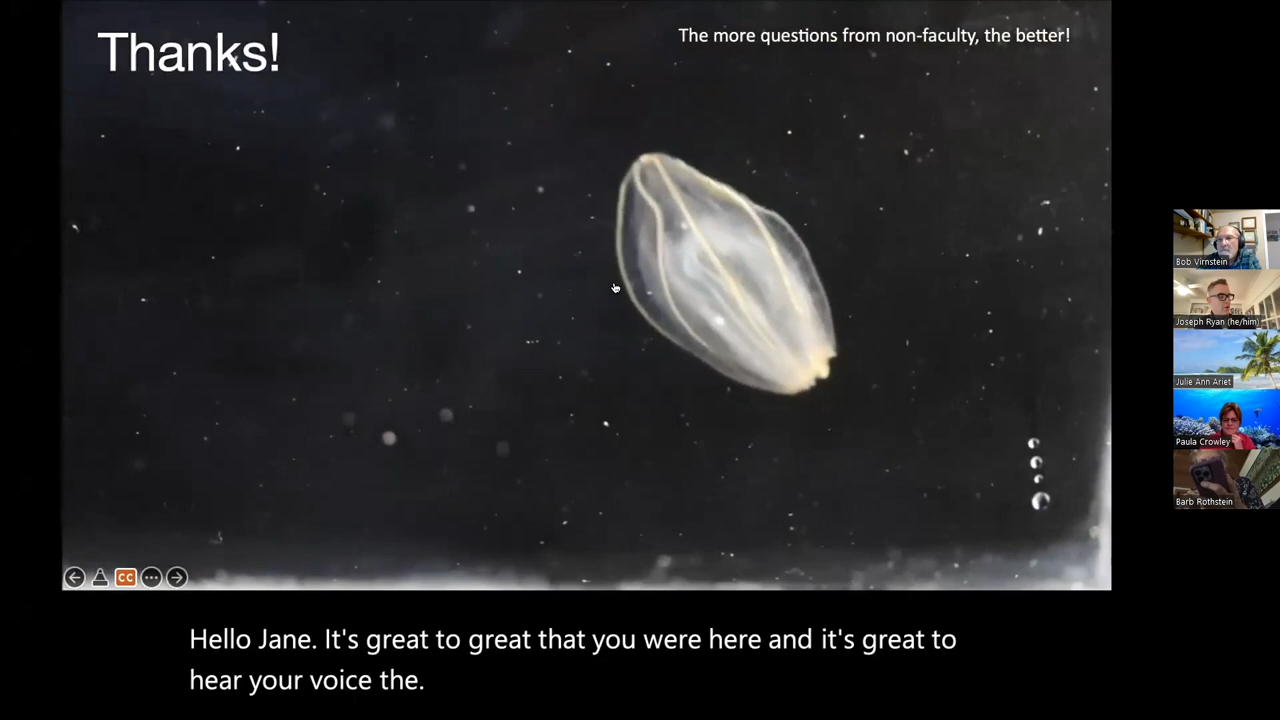 Thanks!
The more questions from non-faculty, the better!
Bob Virnstein
Joseph Ryan (he/him)
Julie Ann Ariet
Paula Crowley
Barb Rothstein
CC
Hello Jane. It's great to great that you were here and it's great to
hear your voice the.